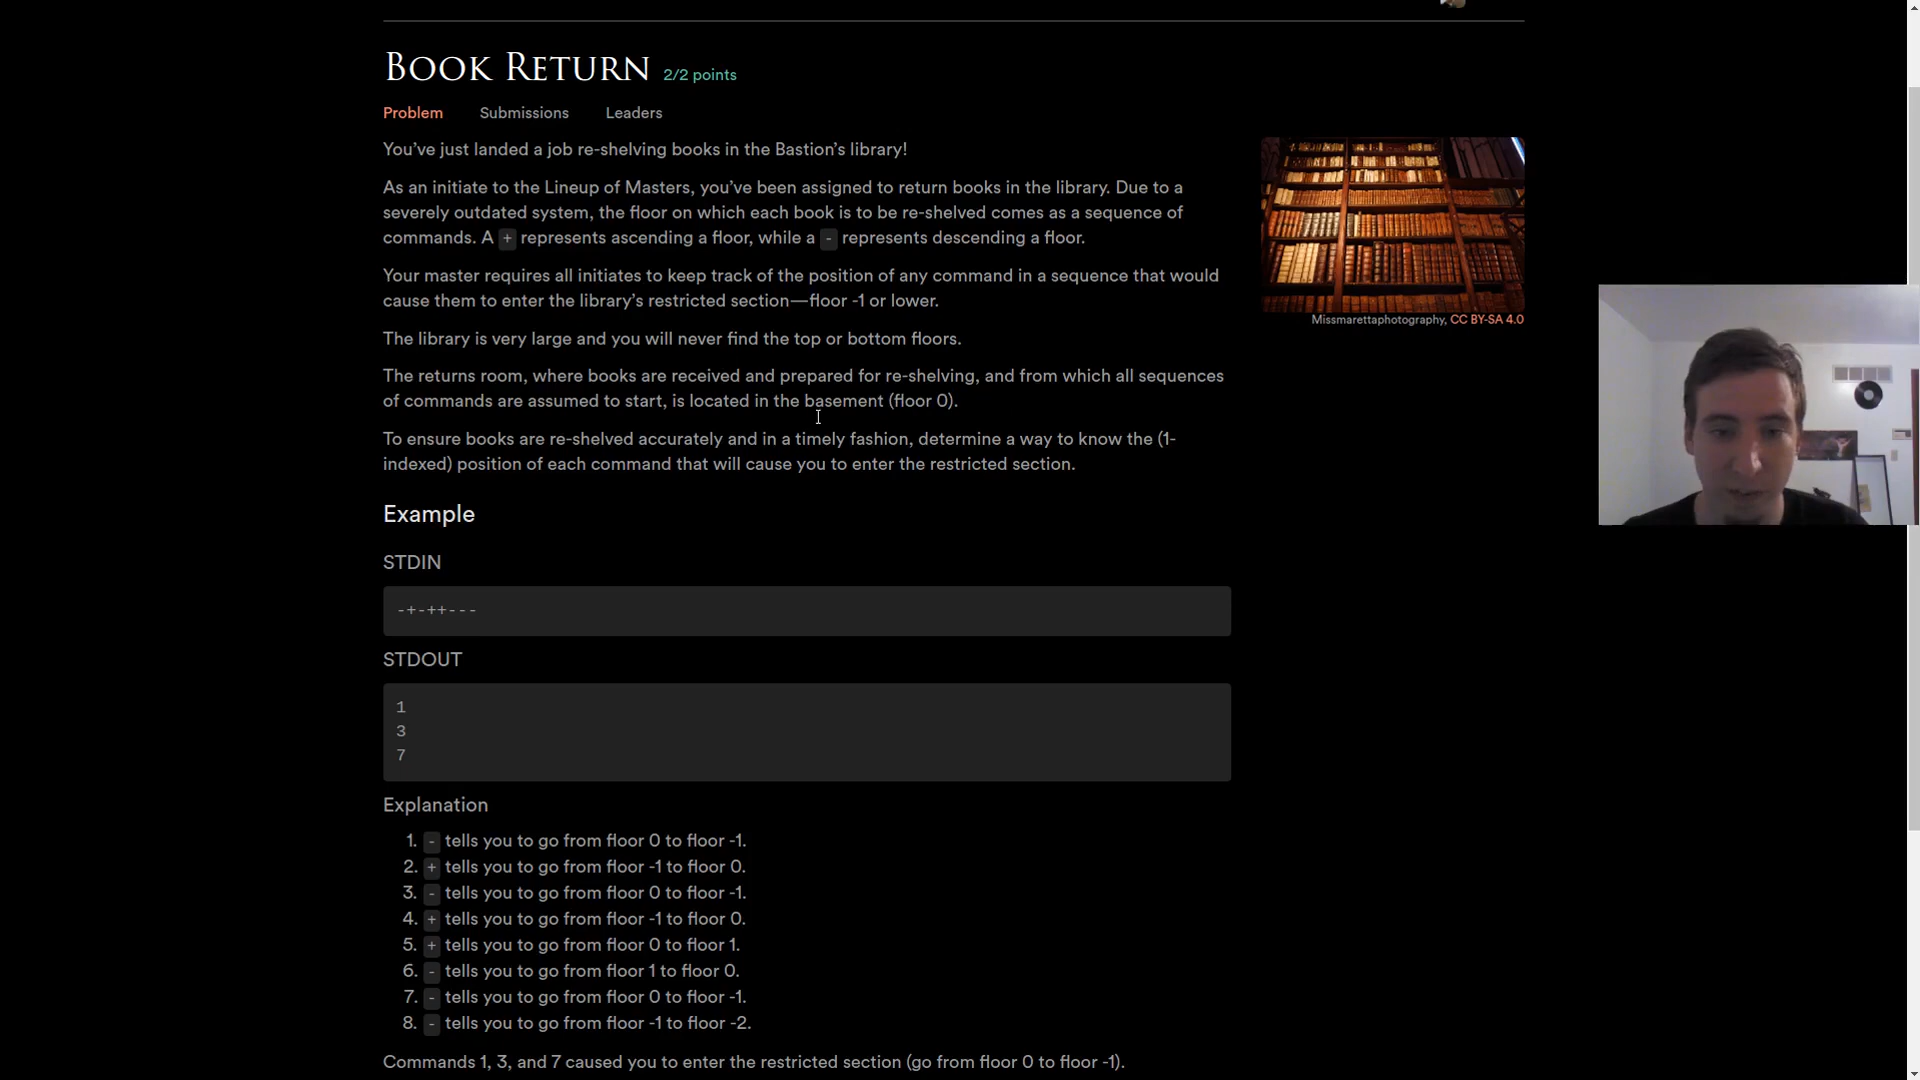 BOOK RETURN 2/2 points
Problem Submissions Leaders
You’ve just landed a job re-shelving books in the Bastion’s library!
As an initiate to the Lineup of Masters, you’ve been assigned to return books in the library. Due to a
severely outdated system, the floor on which each book is to be re-shelved comes as a sequence of
commands. A + represents ascending a floor, while a - represents descending a floor.
Your master requires all initiates to keep track of the position of any command in a sequence that would
cause them to enter the library’s restricted section—floor -1 or lower.
The library is very large and you will never find the top or bottom floors.
The returns room, where books are received and prepared for re-shelving, and from which all sequences
of commands are assumed to start, is located in the basement (floor 0).
To ensure books are re-shelved accurately and in a timely fashion, determine a way to know the (1-
indexed) position of each command that will cause you to enter the restricted section.
Missmarettaphotography, CC BY-SA 4.0
Example
STDIN
-+-++---
STDOUT
1
3
7
Explanation
1. - tells you to go from floor 0 to floor -1.
2. + tells you to go from floor -1 to floor 0.
3. - tells you to go from floor 0 to floor -1.
4. + tells you to go from floor -1 to floor 0.
5. + tells you to go from floor 0 to floor 1.
6. - tells you to go from floor 1 to floor 0.
7. - tells you to go from floor 0 to floor -1.
8. - tells you to go from floor -1 to floor -2.
Commands 1, 3, and 7 caused you to enter the restricted section (go from floor 0 to floor -1).